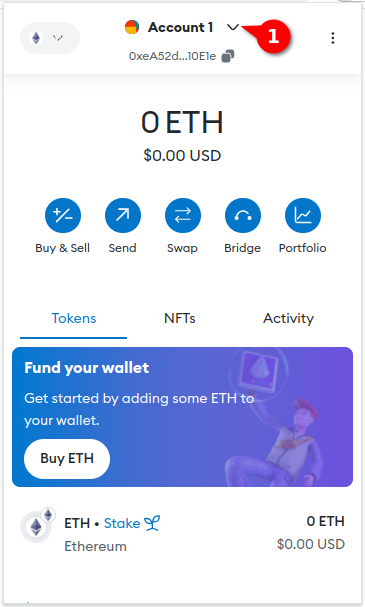 Account 1
1
0xeA52d...10E1e
0 ETH
$0.00 USD
Buy & Sell
Send
Swap
Bridge
Portfolio
Tokens
NFTs
Activity
Fund your wallet
Get started by adding some ETH to
your wallet.
Buy ETH
ETH • Stake
0 ETH
Ethereum
$0.00 USD